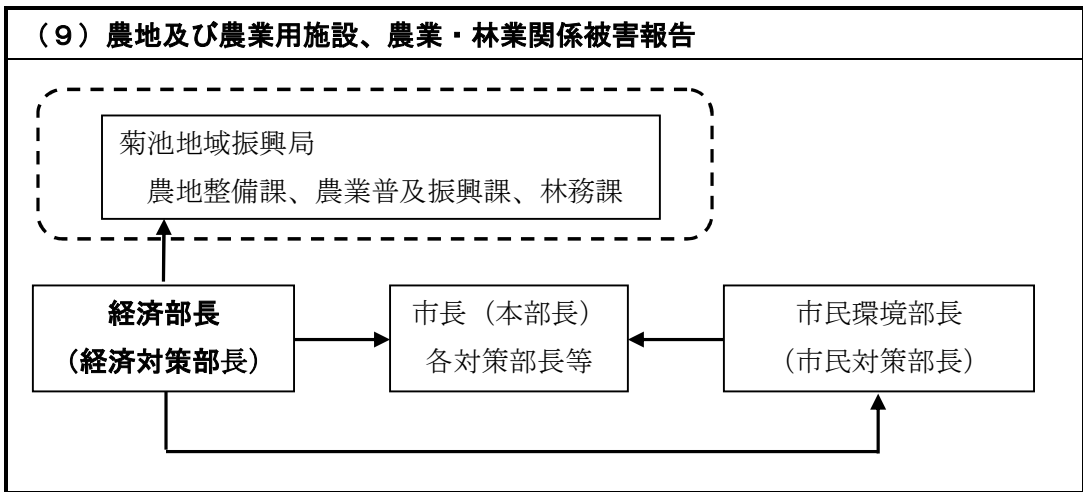 （９）農地及び農業用施設、農業・林業関係被害報告
菊池地域振興局
農地整備課、農業普及振興課、林務課
経済部長
（経済対策部長）
市長（本部長）
各対策部長等
市民環境部長
（市民対策部長）